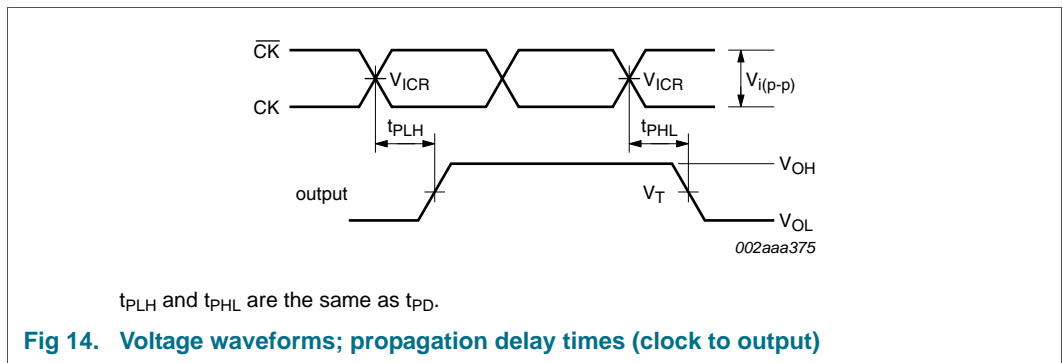 C̅K̅
V_ICR V_ICR V_i(p-p)
CK
t_PLH t_PHL
V_OH
output V_T
V_OL
002aaa375
t_PLH and t_PHL are the same as t_PD.
Fig 14. Voltage waveforms; propagation delay times (clock to output)